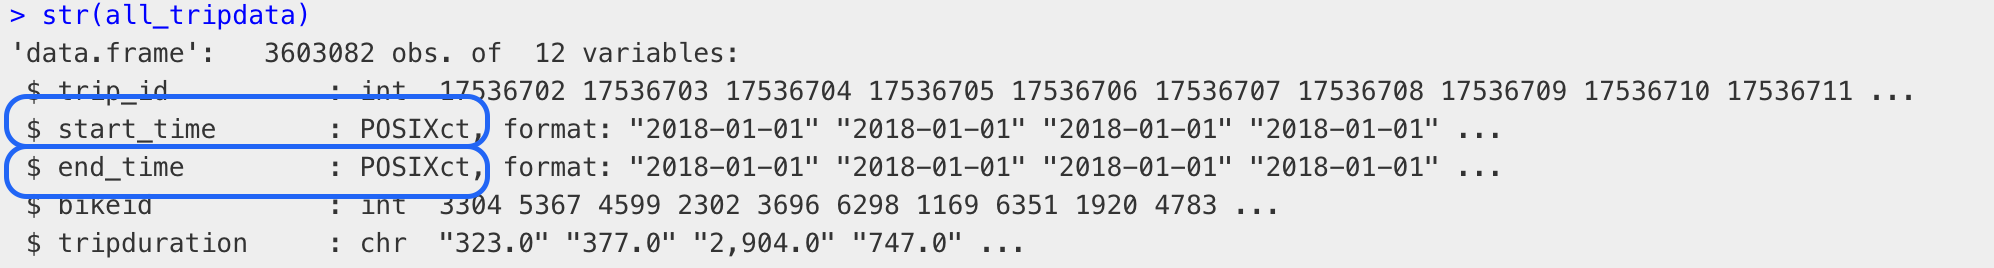 > str(all_tripdata)
'data.frame':   3603082 obs. of  12 variables:
 $ trip_id          : int  17536702 17536703 17536704 17536705 17536706 17536707 17536708 17536709 17536710 17536711 ...
 $ start_time       : POSIXct, format: "2018-01-01" "2018-01-01" "2018-01-01" "2018-01-01" ...
 $ end_time         : POSIXct, format: "2018-01-01" "2018-01-01" "2018-01-01" "2018-01-01" ...
 $ bikeid           : int  3304 5367 4599 2302 3696 6298 1169 6351 1920 4783 ...
 $ tripduration     : chr  "323.0" "377.0" "2,904.0" "747.0" ...